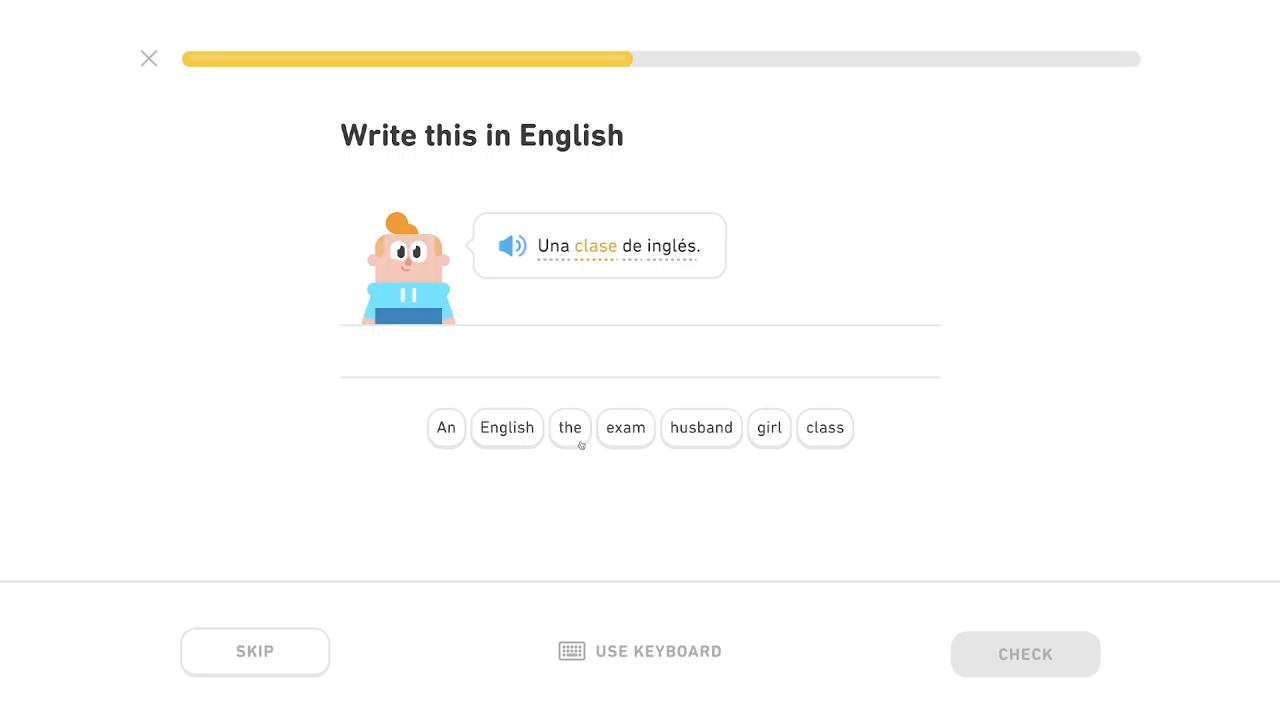 Write this in English
Una clase de inglés.
An English the exam husband girl class
SKIP USE KEYBOARD CHECK